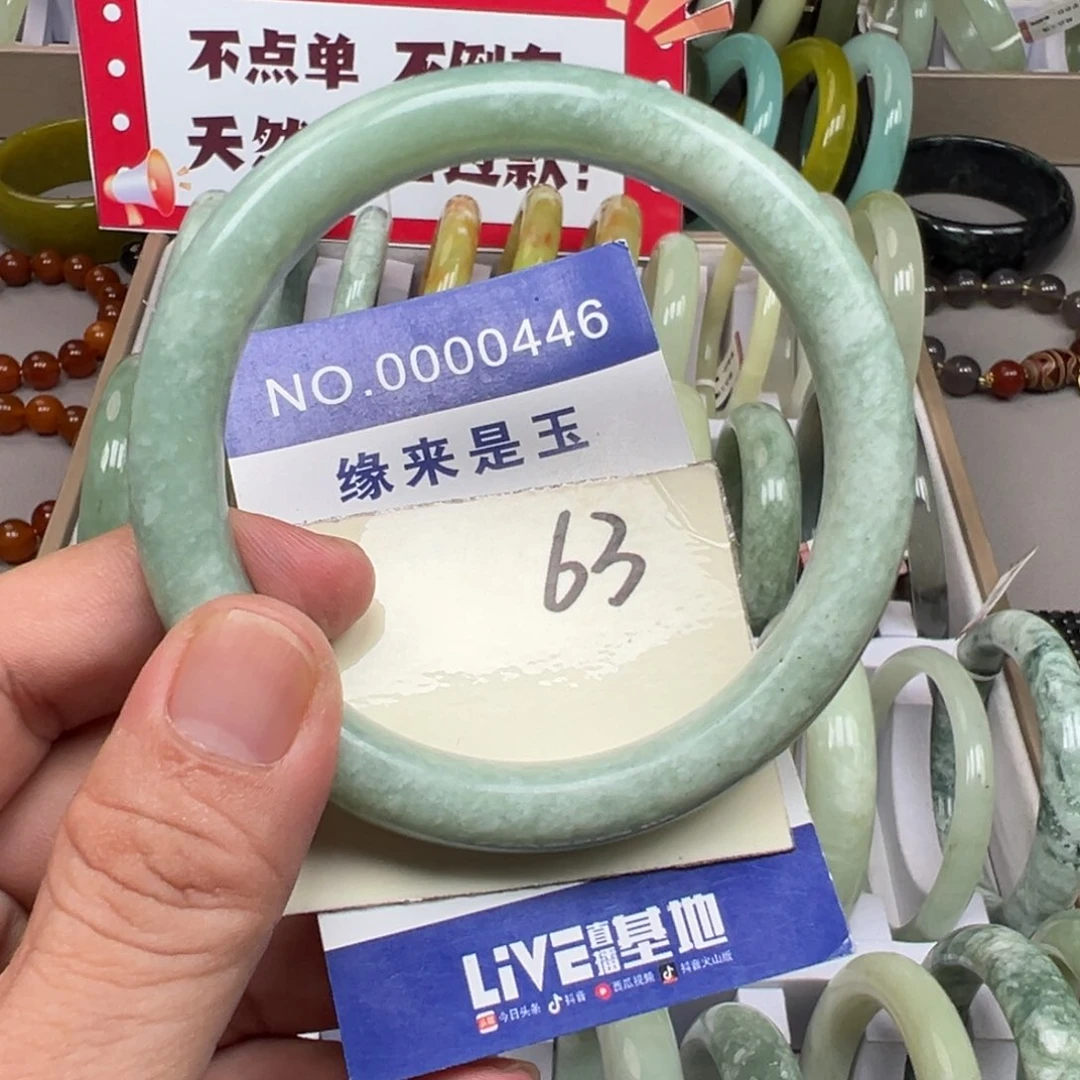 不点单
天
NO.0000446
缘来是玉
63
LiVE直播基地
今日头条 抖音 西瓜视频 抖音火山版